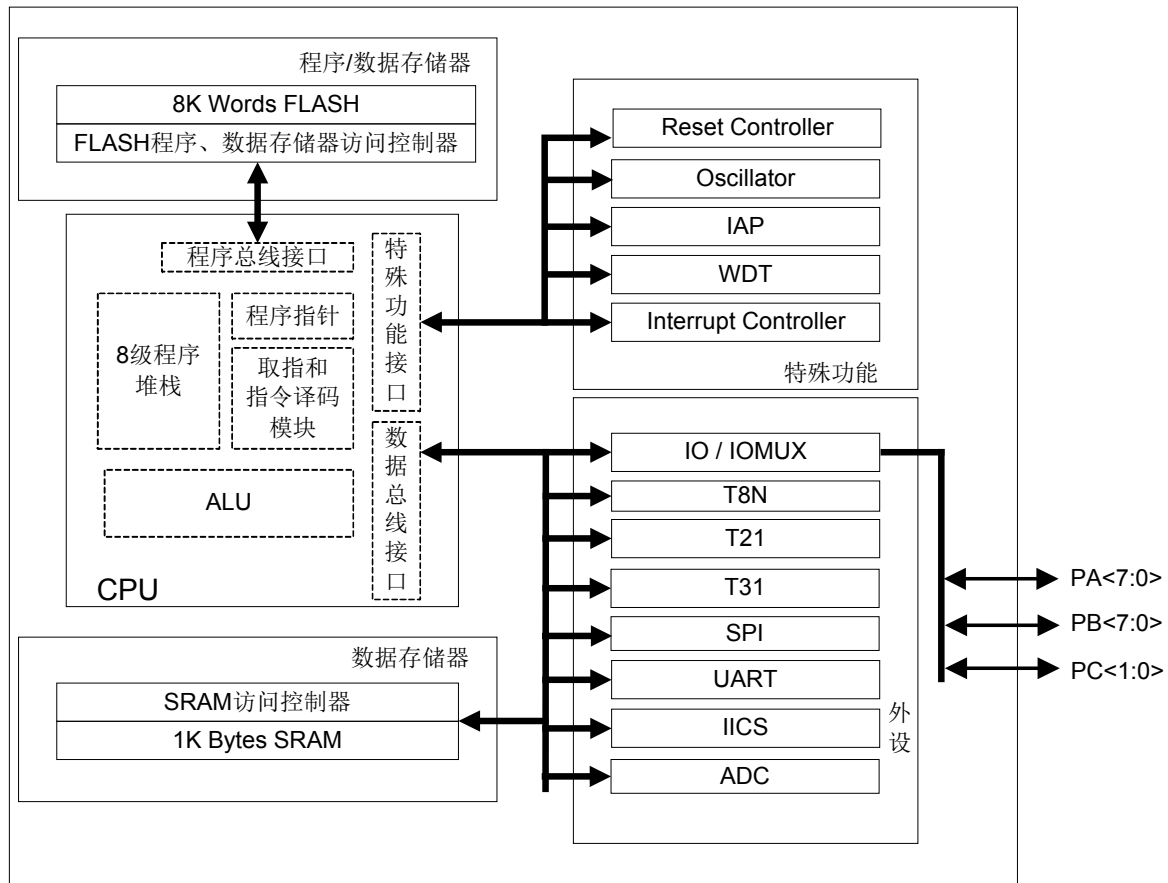 程序/数据存储器
8K Words FLASH
FLASH程序、数据存储器访问控制器
程序总线接口
特
殊
功
能
接
口
8级程序
堆栈
程序指针
取指和
指令译码
模块
数
据
总
线
接
口
ALU
CPU
数据存储器
SRAM访问控制器
1K Bytes SRAM
Reset Controller
Oscillator
IAP
WDT
Interrupt Controller
特殊功能
IO / IOMUX
T8N
T21
T31
SPI
UART
IICS
ADC
外
设
PA<7:0>
PB<7:0>
PC<1:0>